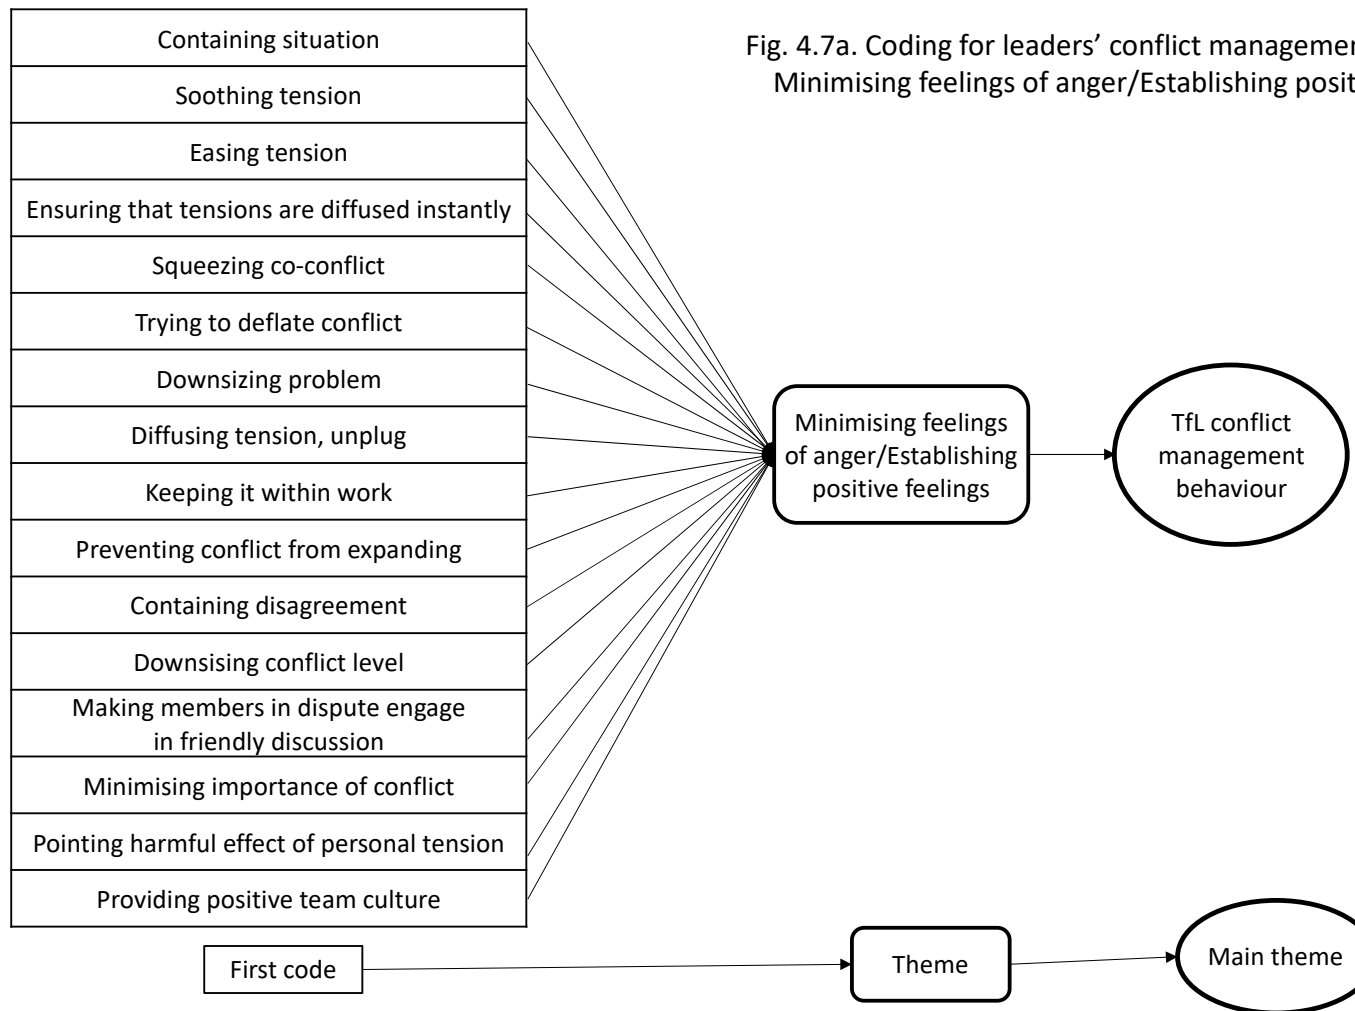 Fig. 4.7a. Coding for leaders’ conflict
Minimising feelings of anger/Establishing
Containing situation
Soothing tension
Easing tension
Ensuring that tensions are diffused instantly
Squeezing co-conflict
Trying to deflate conflict
Downsizing problem
Diffusing tension, unplug
Keeping it within work
Preventing conflict from expanding
Containing disagreement
Downsising conflict level
Making members in dispute engage
in friendly discussion
Minimising importance of conflict
Pointing harmful effect of personal tension
Providing positive team culture
Minimising feelings
of anger/Establishing
positive feelings
TfL conflict
management
behaviour
First code
Theme
Main theme